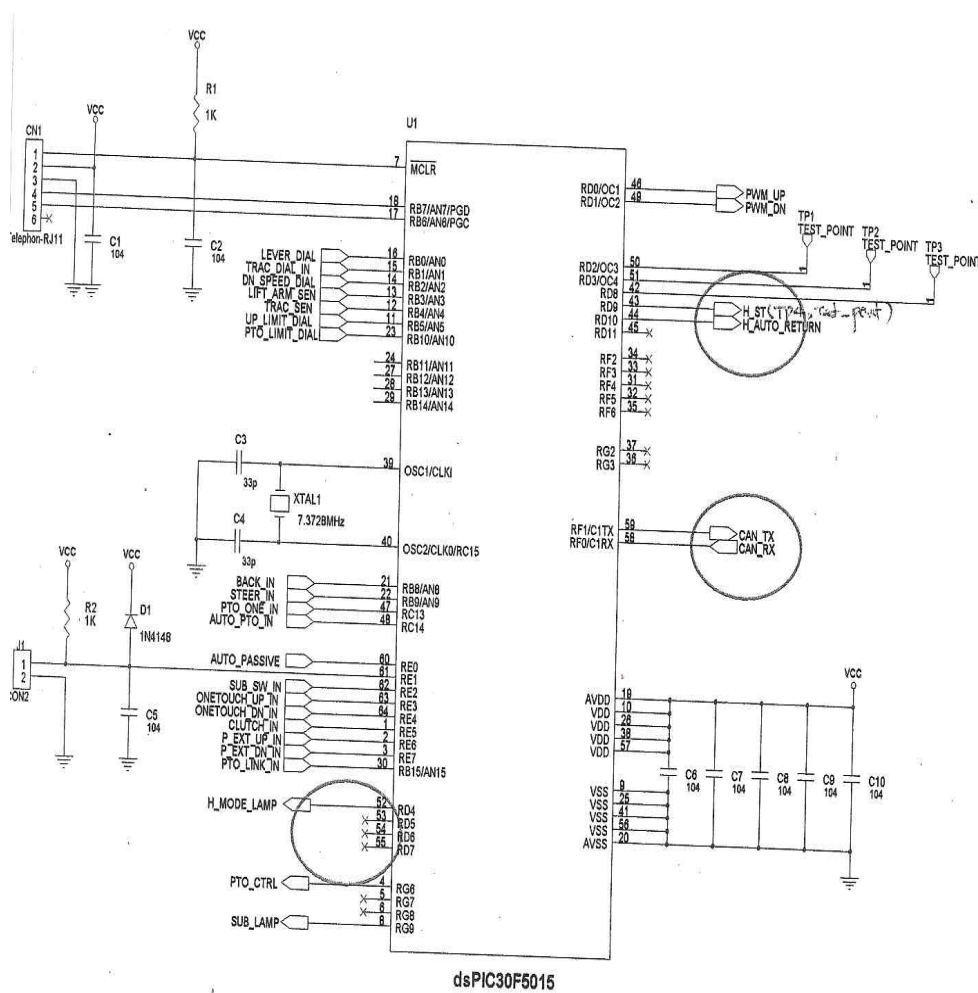 VCC
R1
1K
VCC
U1
CN1
1
2
3
4
5
6
elephon-RJ11
7
MCLR
18 RB7/AN7/PGD
17 RB6/AN6/PGC
C1
104
C2
104
LEVER_DIAL 16 RB0/AN0
TRAC_DIAL_IN 15 RB1/AN1
DN_SPEED_DIAL 14 RB2/AN2
LIFT_ARM_SEN 13 RB3/AN3
TRAC_SEN 12 RB4/AN4
UP_LIMIT_DIAL 11 RB5/AN5
PTO_LIMIT_DIAL 23 RB10/AN10
24 RB11/AN11
27 RB12/AN12
28 RB13/AN13
29 RB14/AN14
C3
33p
39 OSC1/CLKI
XTAL1
7.3728MHz
C4
33p
40 OSC2/CLK0/RC15
BACK_IN 21 RB8/AN8
STEER_IN 22 RB9/AN9
PTO_ONE_IN 47 RC13
AUTO_PTO_IN 48 RC14
VCC
VCC
R2
1K
D1
1N4148
J1
1
2
CON2
C5
104
AUTO_PASSIVE 60 RE0
61 RE1
SUB_SW_IN 62 RE2
ONETOUCH_UP_IN 63 RE3
ONETOUCH_DN_IN 64 RE4
CLUTCH_IN 1 RE5
P_EXT_UP_IN 2 RE6
P_EXT_DN_IN 3 RE7
PTO_LINK_IN 30 RB15/AN15
H_MODE_LAMP 52 RD4
53 RD5
54 RD6
55 RD7
PTO_CTRL 4 RG6
5 RG7
6 RG8
SUB_LAMP 8 RG9
RD0/OC1 46 PWM_UP
RD1/OC2 49 PWM_DN
TP1
TEST_POINT
TP2
TEST_POINT
TP3
TEST_POINT
RD2/OC3 50 1
RD3/OC4 51 1
RD8 42 1
RD9 43 H_ST
RD10 44 H_AUTO_RETURN
RD11 45
RF2 34
RF3 33
RF4 31
RF5 32
RF6 35
RG2 37
RG3 36
RF1/C1TX 59 CAN_TX
RF0/C1RX 58 CAN_RX
VCC
AVDD 19
VDD 10
VDD 26
VDD 38
VDD 57
VSS 9
VSS 25
VSS 41
VSS 56
AVSS 20
C6
104
C7
104
C8
104
C9
104
C10
104
dsPIC30F5015